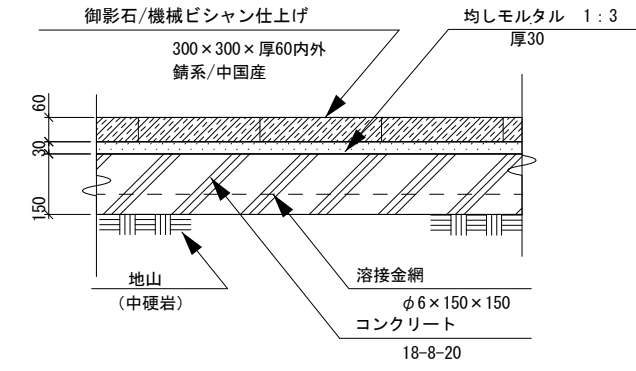 御影石/機械ビシャン仕上げ
300×300×厚60内外
錆系/中国産
均しモルタル 1:3
厚30
60
30
150
地山
(中硬岩)
溶接金網
φ6×150×150
コンクリート
18-8-20